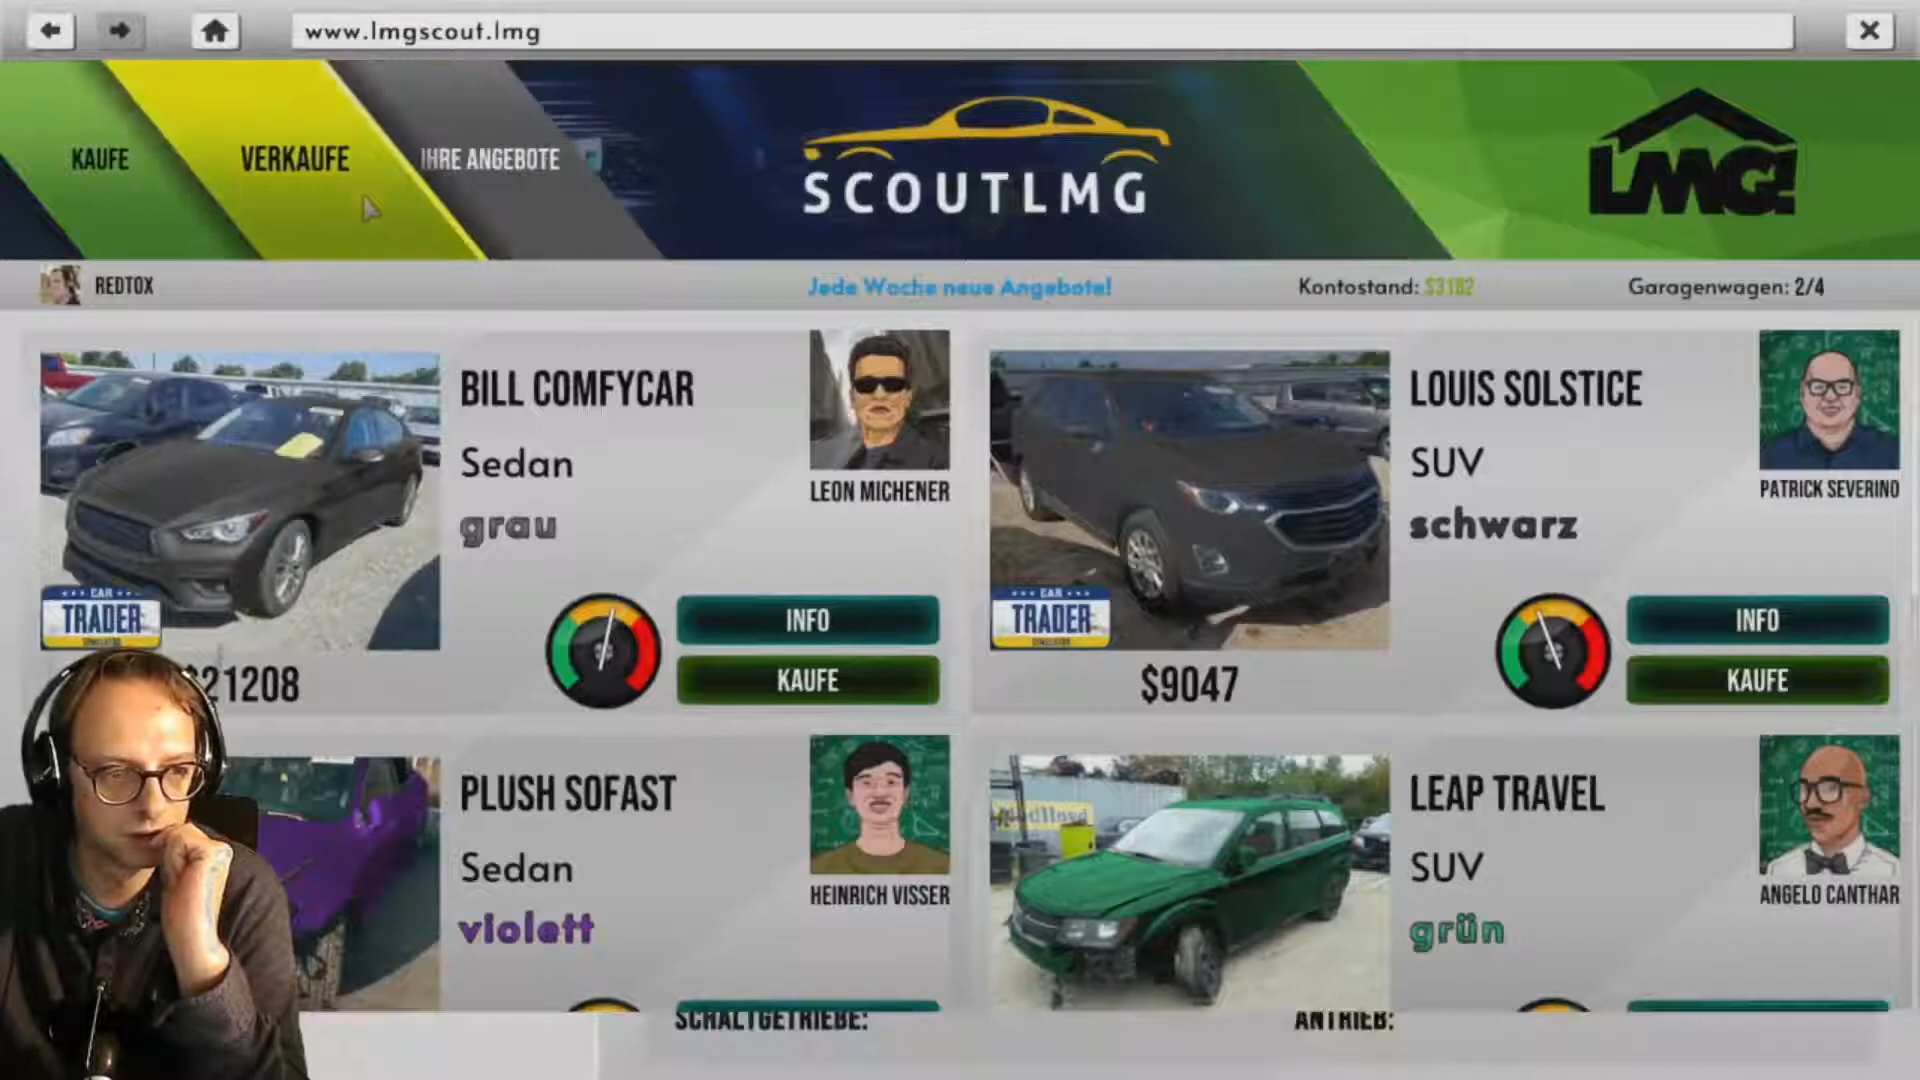 www.lmgscout.lmg
KAUFE
VERKAUFE
IHRE ANGEBOTE
SCOUTLMG
LMG!
REDTOX
Jede Woche neue Angebote!
Kontostand: $3182
Garagenwagen: 2/4
BILL COMFYCAR
Sedan
grau
LEON MICHENER
CAR
TRADER
$21208
INFO
KAUFE
LOUIS SOLSTICE
SUV
schwarz
PATRICK SEVERINO
CAR
TRADER
$9047
INFO
KAUFE
PLUSH SOFAST
Sedan
violett
HEINRICH VISSER
LEAP TRAVEL
SUV
grün
ANGELO CANTHAR
SCHALTGETRIEBE:
ANTRIEB: